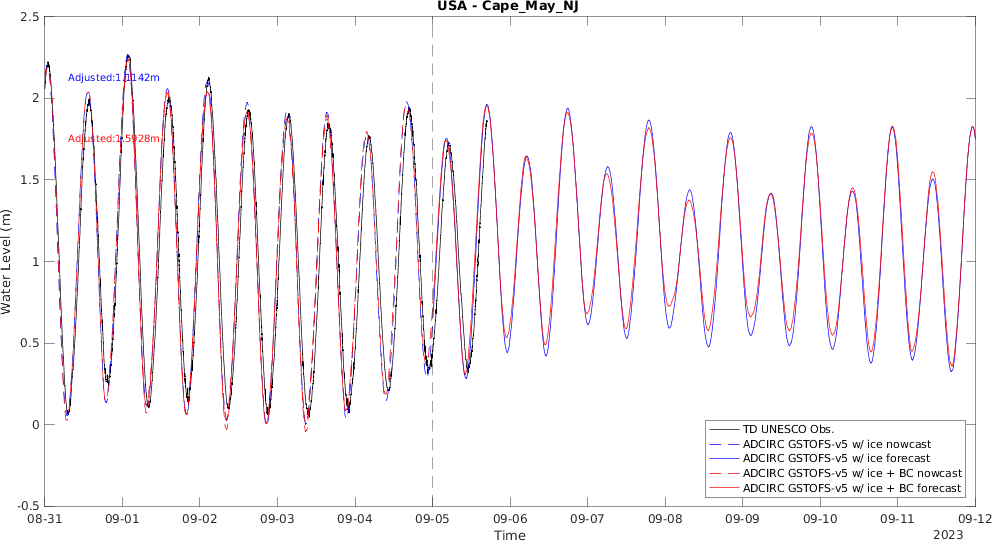 USA - Cape_May_NJ
2.5
2
1.5
1
0.5
0
-0.5
Water Level (m)
Adjusted:1.1142m
Adjusted:1.5928m
TD UNESCO Obs.
ADCIRC GSTOFS-v5 w/ ice nowcast
ADCIRC GSTOFS-v5 w/ ice forecast
ADCIRC GSTOFS-v5 w/ ice + BC nowcast
ADCIRC GSTOFS-v5 w/ ice + BC forecast
08-31 09-01 09-02 09-03 09-04 09-05 09-06 09-07 09-08 09-09 09-10 09-11 09-12
Time
2023